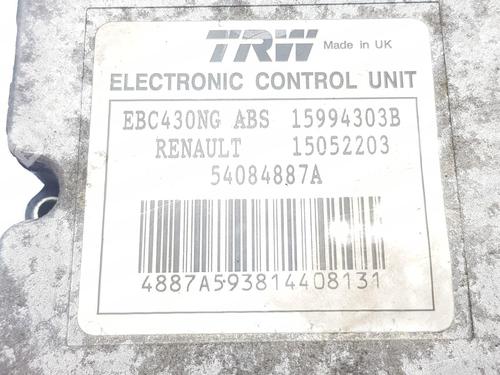 TRW Made in UK
ELECTRONIC CONTROL UNIT
EBC430NG ABS 15994303B
RENAULT 15052203
54084887A
4887A593814408131